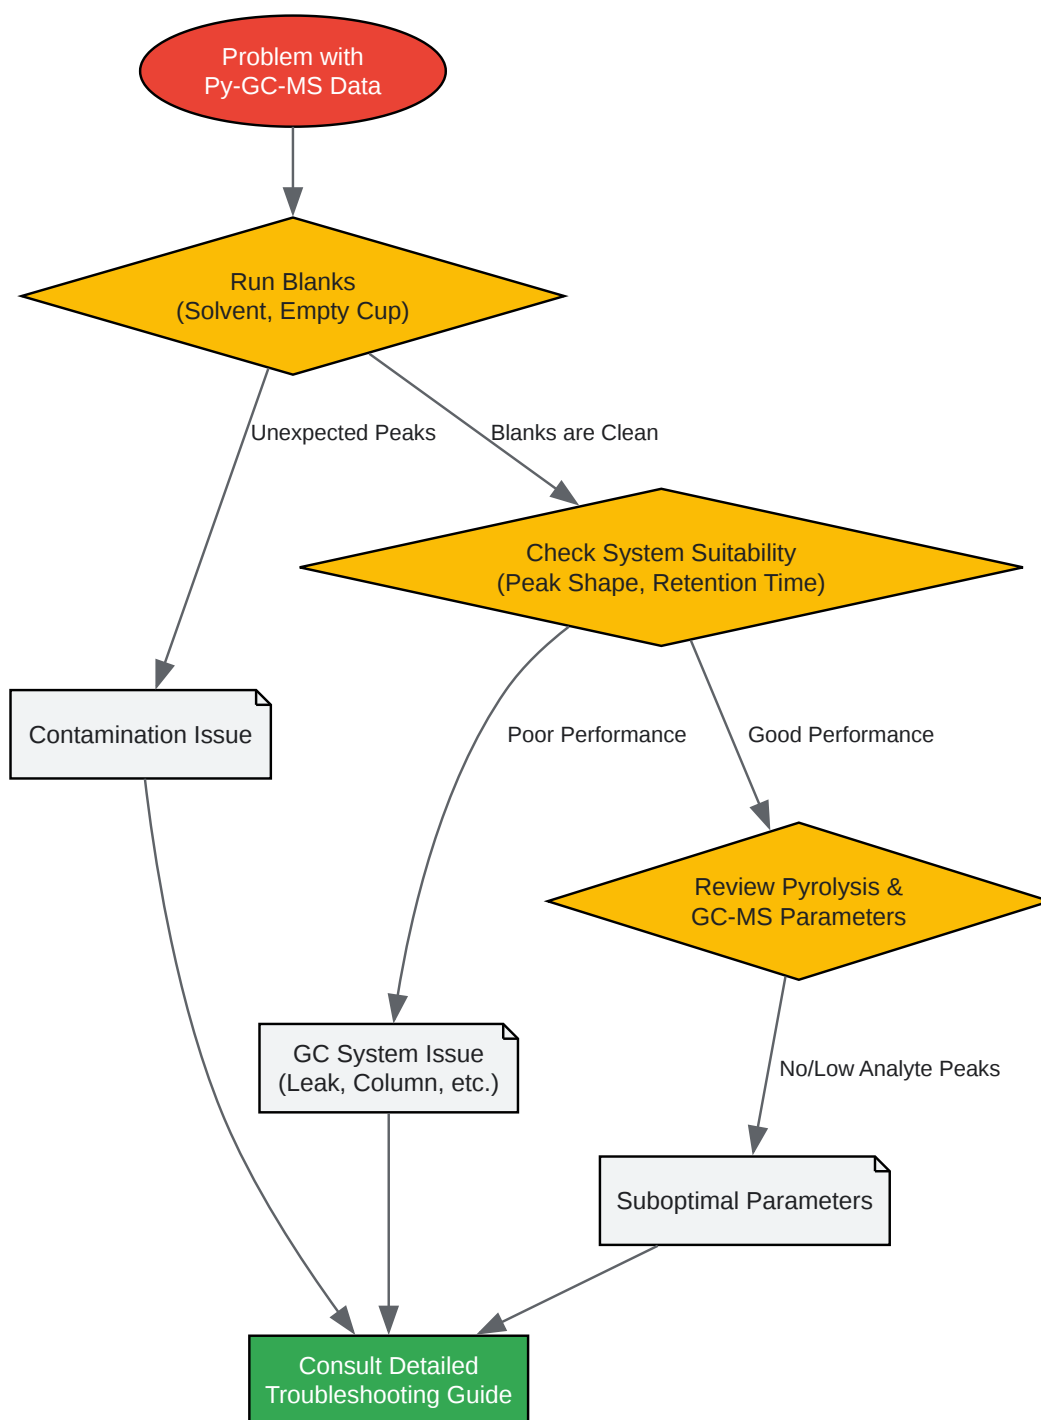 Problem with
Py-GC-MS Data
Run Blanks
(Solvent, Empty Cup)
Unexpected Peaks
Blanks are Clean
Check System Suitability
(Peak Shape, Retention Time)
Contamination Issue
Poor Performance
Good Performance
Review Pyrolysis &
GC-MS Parameters
GC System Issue
(Leak, Column, etc.)
No/Low Analyte Peaks
Suboptimal Parameters
Consult Detailed
Troubleshooting Guide